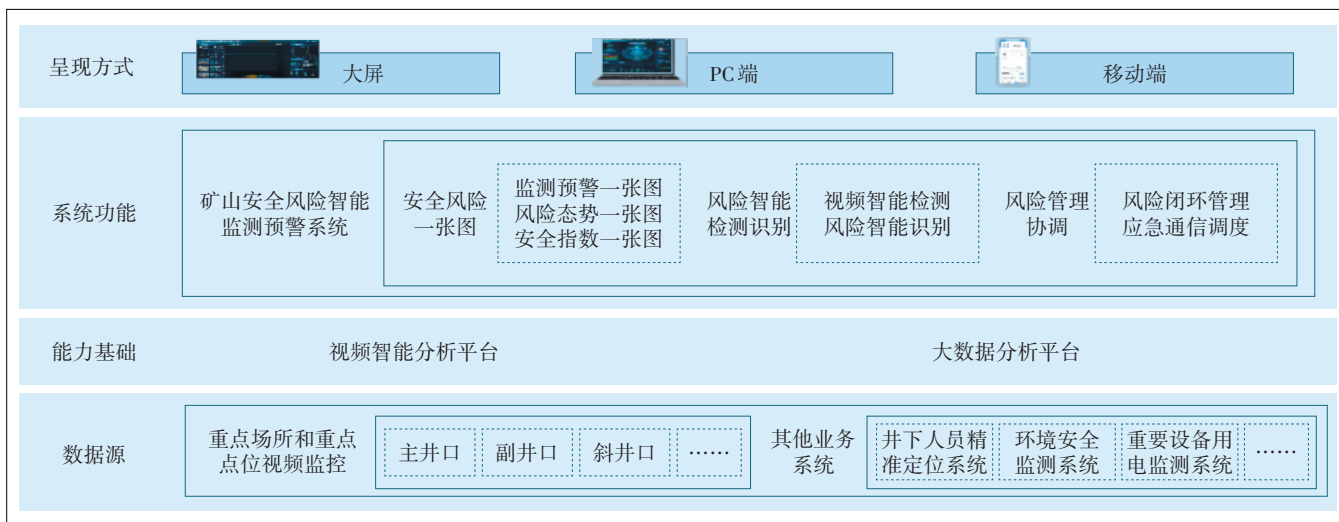 呈现方式
大屏
PC端
移动端
系统功能
矿山安全风险智能
监测预警系统
安全风险
一张图
监测预警一张图
风险态势一张图
安全指数一张图
风险智能
检测识别
视频智能检测
风险智能识别
风险管理
协调
风险闭环管理
应急通信调度
能力基础
视频智能分析平台
大数据分析平台
数据源
重点场所和重点
点位视频监控
主井口
副井口
斜井口
……
其他业务
系统
井下人员精
准定位系统
环境安全
监测系统
重要设备用
电监测系统
……